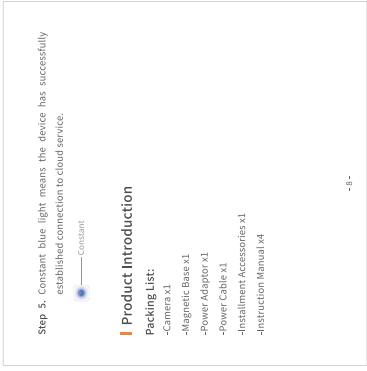 Step 5. Constant blue light means the device has successfully
established connection to cloud service.
Constant
Product Introduction
Packing List:
-Camera x1
-Magnetic Base x1
-Power Adaptor x1
-Power Cable x1
-Installment Accessories x1
-Instruction Manual x4
- 8 -